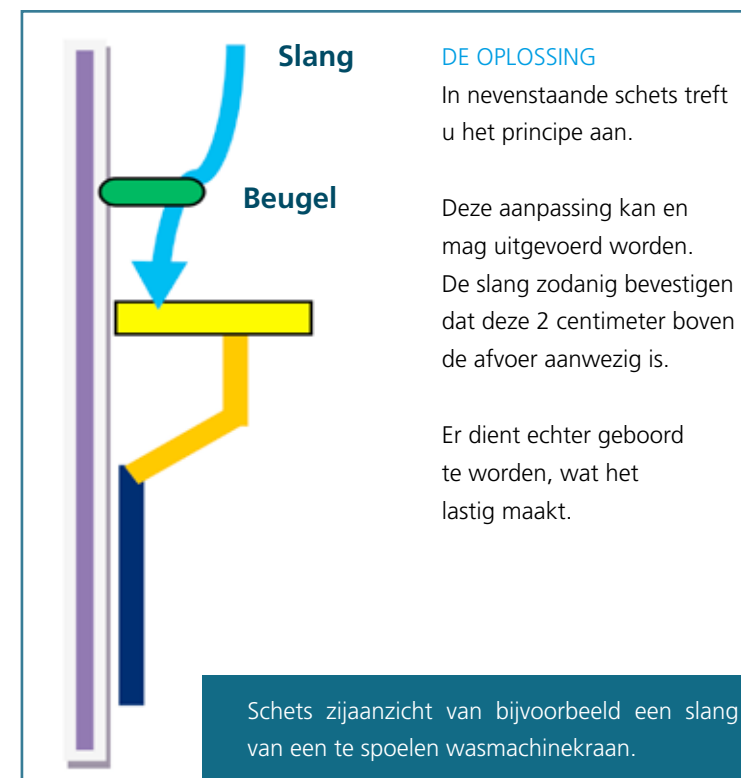 Slang
Beugel
DE OPLOSSING
In nevenstaande schets treft
u het principe aan.
Deze aanpassing kan en
mag uitgevoerd worden.
De slang zodanig bevestigen
dat deze 2 centimeter boven
de afvoer aanwezig is.
Er dient echter geboord
te worden, wat het
lastig maakt.
Schets zijaanzicht van bijvoorbeeld een slang
van een te spoelen wasmachinekraan.